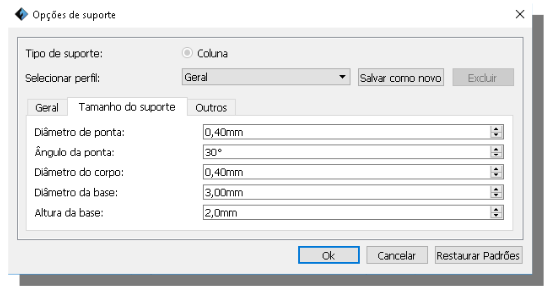 Opções de suporte
Tipo de suporte: Coluna
Selecionar perfil: Geral Salvar como novo Excluir
Geral Tamanho do suporte Outros
Diâmetro de ponta: 0,40mm
Ângulo da ponta: 30°
Diâmetro do corpo: 0,40mm
Diâmetro da base: 3,00mm
Altura da base: 2,0mm
Ok Cancelar Restaurar Padrões